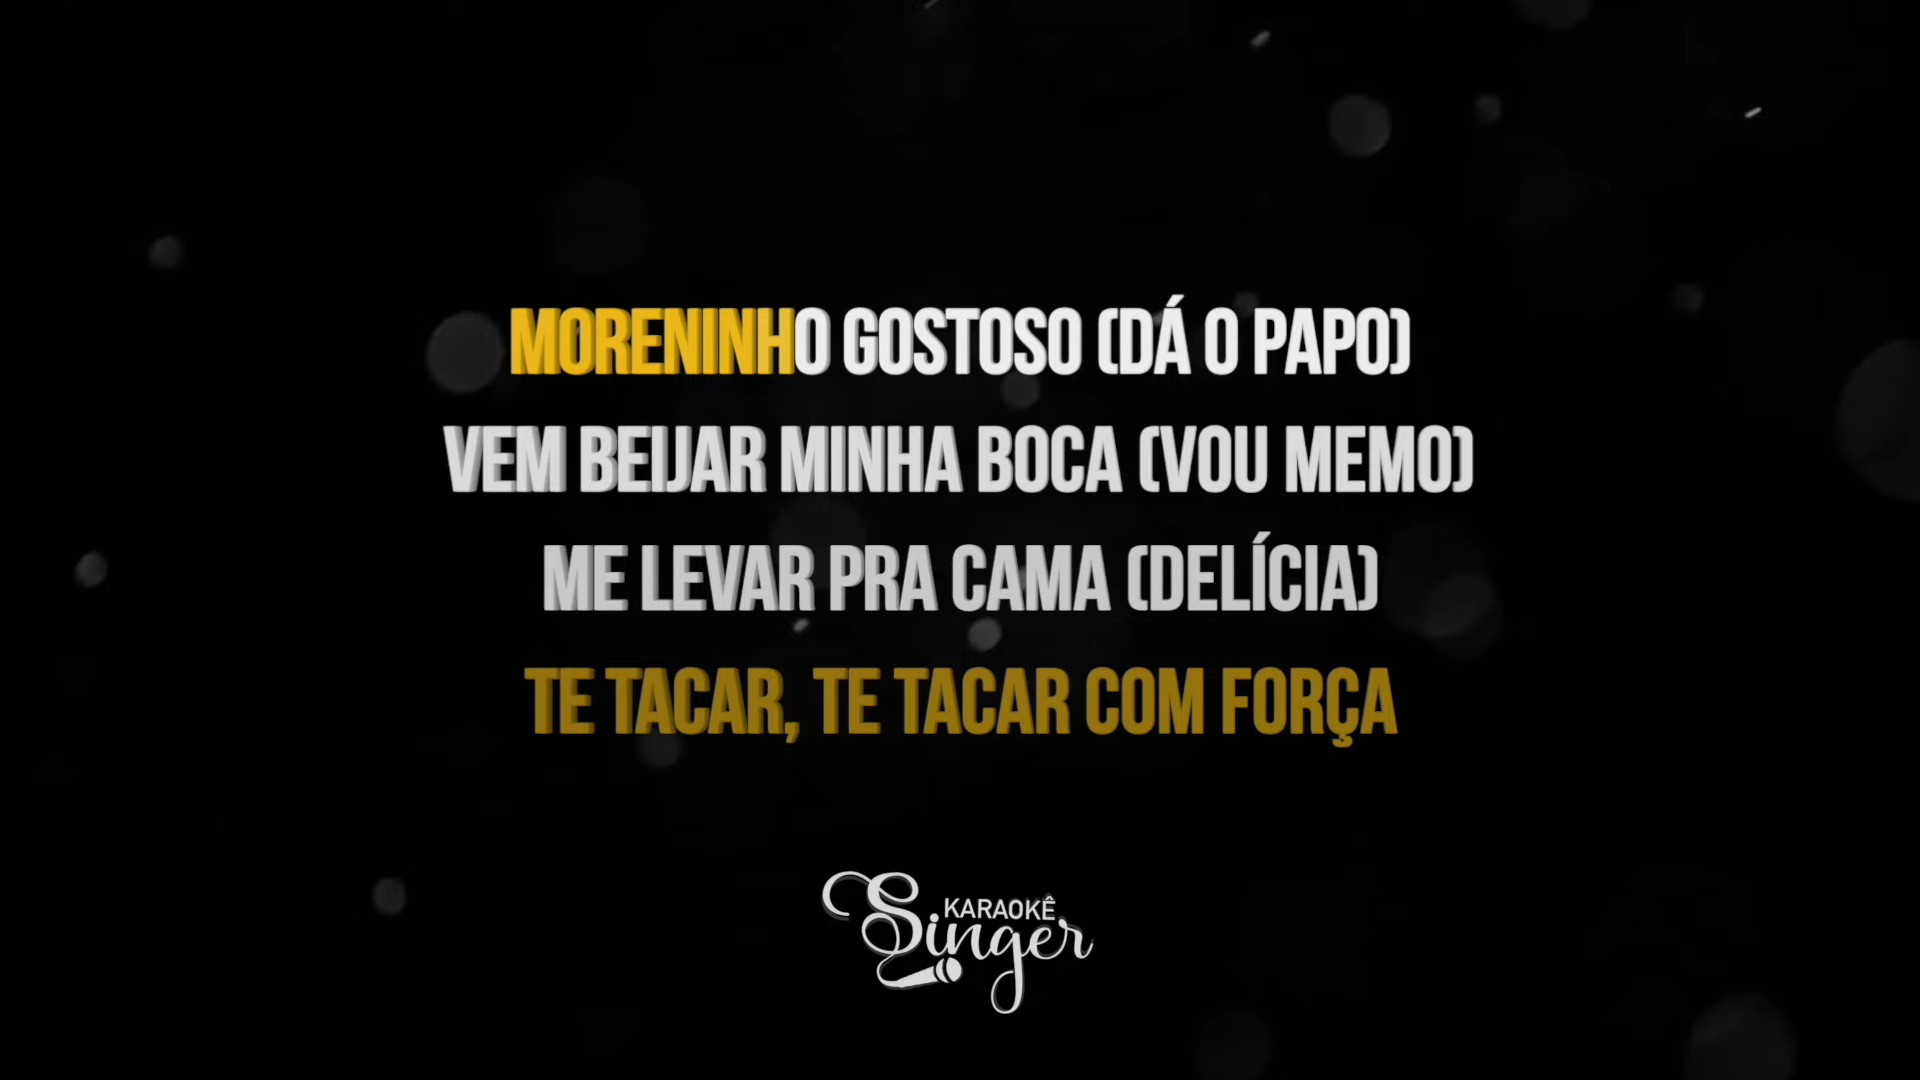 MORENINHO GOSTOSO (DÁ O PAPO)
VEM BEIJAR MINHA BOCA (VOU MEMO)
ME LEVAR PRA CAMA (DELÍCIA)
TE TACAR, TE TACAR COM FORÇA
KARAOKÊ
Singer